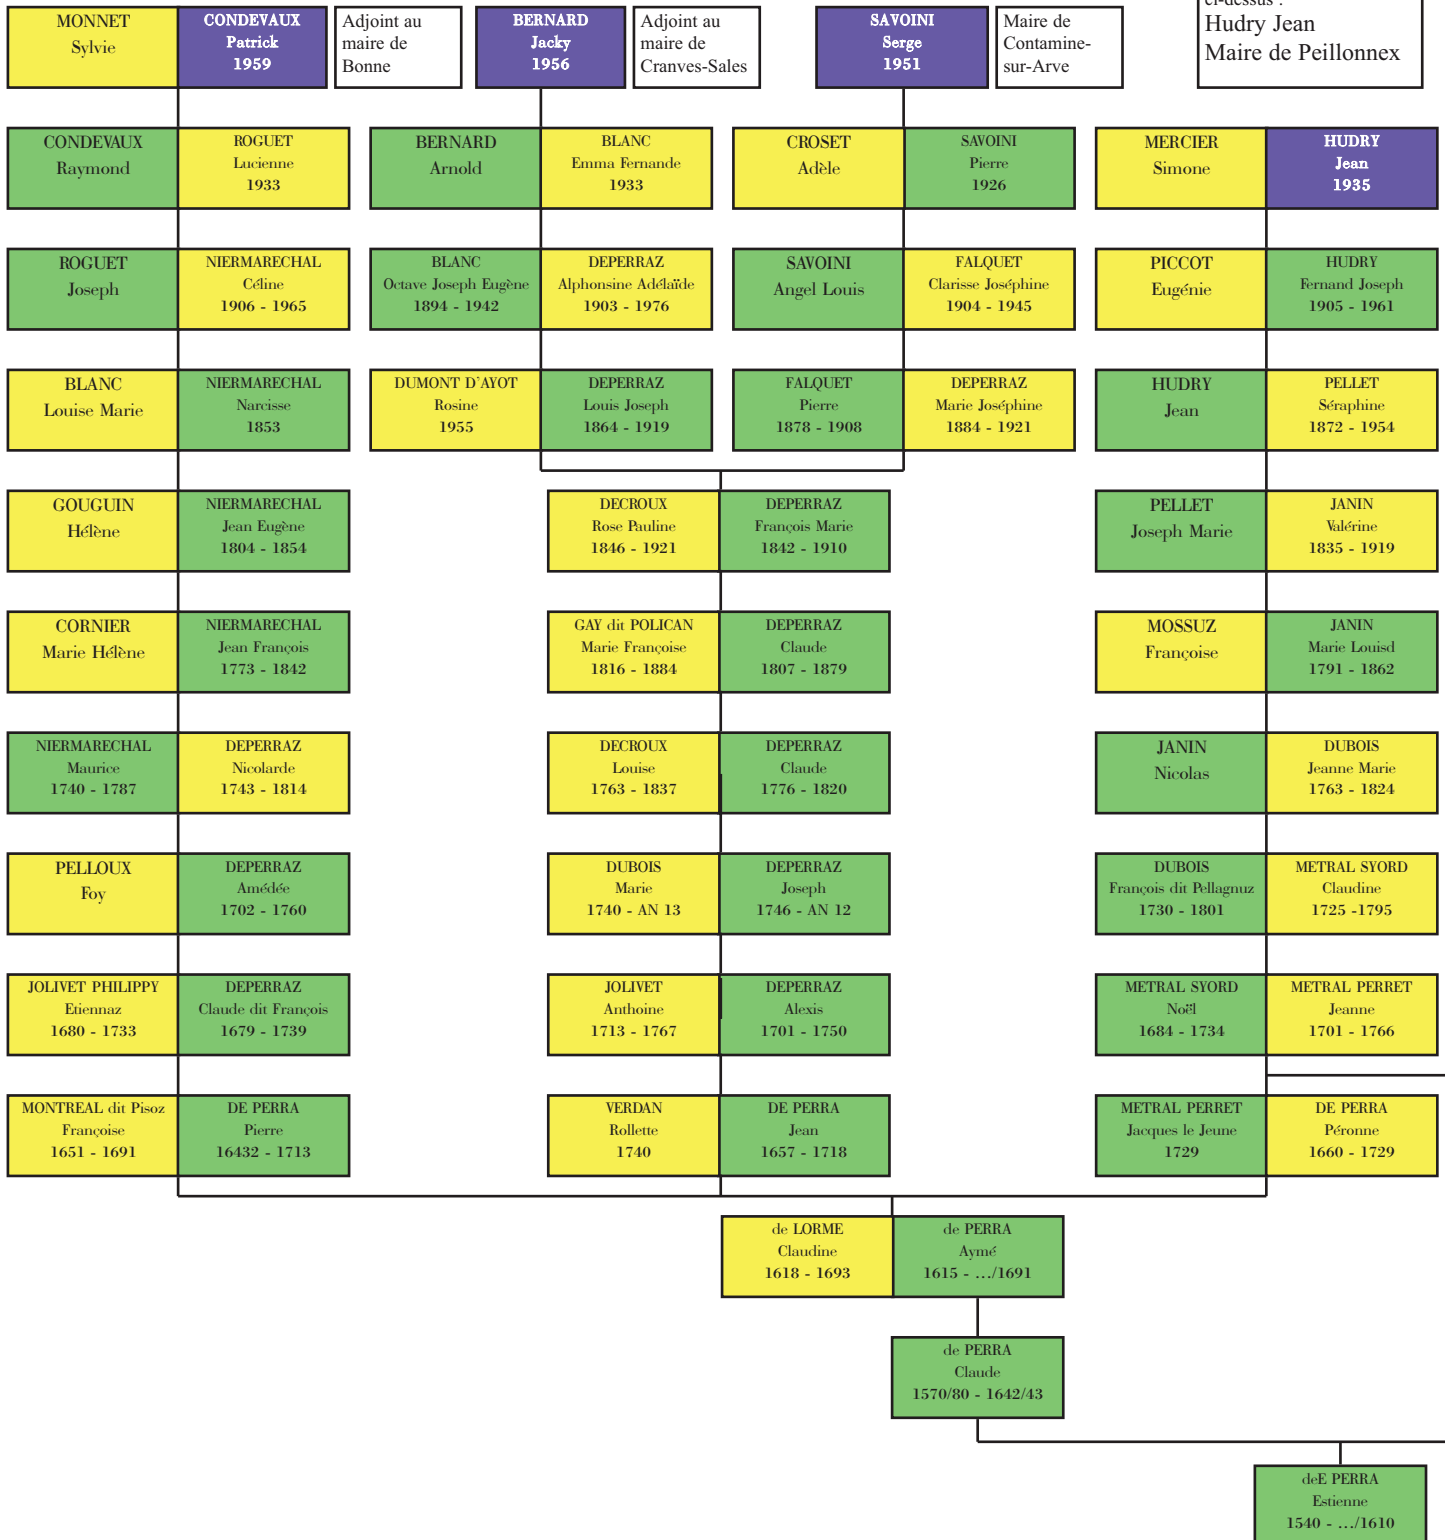 MONNET
Sylvie
CONDEVAUX
Patrick
1959
Adjoint au
maire de
Bonne
BERNARD
Jacky
1956
Adjoint au
maire de
Cranves-Sales
SAVOINI
Serge
1951
Maire de
Contamine-
sur-Arve
ci-dessus :
Hudry Jean
Maire de Peillonnex
CONDEVAUX
Raymond
ROGUET
Lucienne
1933
BERNARD
Arnold
BLANC
Emma Fernande
1933
CROSET
Adèle
SAVOINI
Pierre
1926
MERCIER
Simone
HUDRY
Jean
1935
ROGUET
Joseph
NIERMARECHAL
Céline
1906 - 1965
BLANC
Octave Joseph Eugène
1894 - 1942
DEPERRAZ
Alphonsine Adélaïde
1903 - 1976
SAVOINI
Angel Louis
FALQUET
Clarisse Joséphine
1904 - 1945
PICCOT
Eugénie
HUDRY
Fernand Joseph
1905 - 1961
BLANC
Louise Marie
NIERMARECHAL
Narcisse
1853
DUMONT D'AYOT
Rosine
1955
DEPERRAZ
Louis Joseph
1864 - 1919
FALQUET
Pierre
1878 - 1908
DEPERRAZ
Marie Joséphine
1884 - 1921
HUDRY
Jean
PELLET
Séraphine
1872 - 1954
GOUGUIN
Hélène
NIERMARECHAL
Jean Eugène
1804 - 1854
DECROUX
Rose Pauline
1846 - 1921
DEPERRAZ
François Marie
1842 - 1910
PELLET
Joseph Marie
JANIN
Valérine
1835 - 1919
CORNIER
Marie Hélène
NIERMARECHAL
Jean François
1773 - 1842
GAY dit POLICAN
Marie Françoise
1816 - 1884
DEPERRAZ
Claude
1807 - 1879
MOSSUZ
Françoise
JANIN
Marie Louisd
1791 - 1862
NIERMARECHAL
Maurice
1740 - 1787
DEPERRAZ
Nicolarde
1743 - 1814
DECROUX
Louise
1763 - 1837
DEPERRAZ
Claude
1776 - 1820
JANIN
Nicolas
DUBOIS
Jeanne Marie
1763 - 1824
PELLOUX
Foy
DEPERRAZ
Amédée
1702 - 1760
DUBOIS
Marie
1740 - AN 13
DEPERRAZ
Joseph
1746 - AN 12
DUBOIS
François dit Pellagnuz
1730 - 1801
METRAL SYORD
Claudine
1725 -1795
JOLIVET PHILIPPY
Etiennaz
1680 - 1733
DEPERRAZ
Claude dit François
1679 - 1739
JOLIVET
Anthoine
1713 - 1767
DEPERRAZ
Alexis
1701 - 1750
METRAL SYORD
Noël
1684 - 1734
METRAL PERRET
Jeanne
1701 - 1766
MONTREAL dit Pisoz
Françoise
1651 - 1691
DE PERRA
Pierre
16432 - 1713
VERDAN
Rollette
1740
DE PERRA
Jean
1657 - 1718
METRAL PERRET
Jacques le Jeune
1729
DE PERRA
Péronne
1660 - 1729
de LORME
Claudine
1618 - 1693
de PERRA
Aymé
1615 - .../1691
de PERRA
Claude
1570/80 - 1642/43
deE PERRA
Estienne
1540 - .../1610